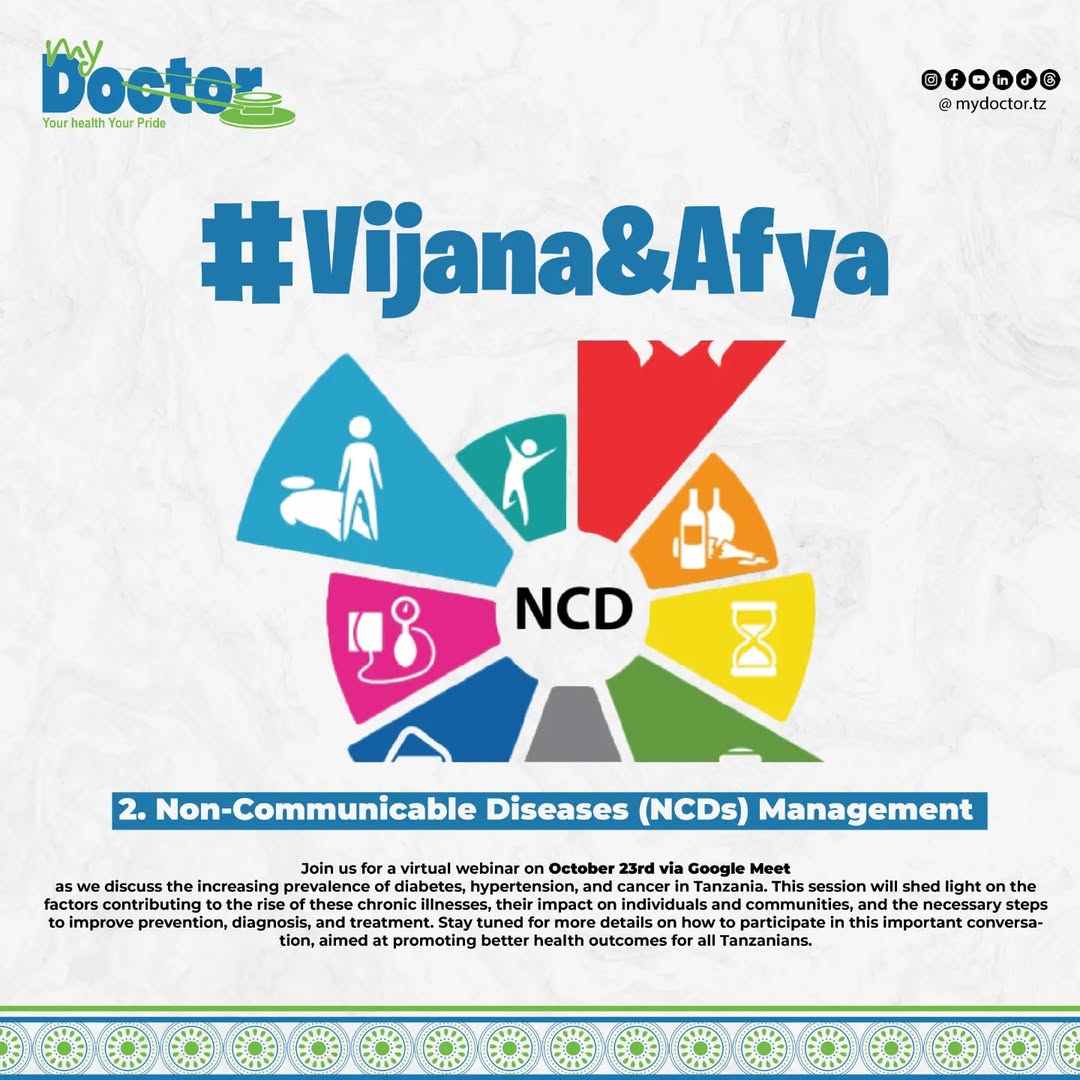 my
Doctor
Your health Your Pride
@ mydoctor.tz
#Vijana&Afya
NCD
2. Non-Communicable Diseases (NCDs) Management
Join us for a virtual webinar on October 23rd via Google Meet
as we discuss the increasing prevalence of diabetes, hypertension, and cancer in Tanzania. This session will shed light on the
factors contributing to the rise of these chronic illnesses, their impact on individuals and communities, and the necessary steps
to improve prevention, diagnosis, and treatment. Stay tuned for more details on how to participate in this important conversa-
tion, aimed at promoting better health outcomes for all Tanzanians.